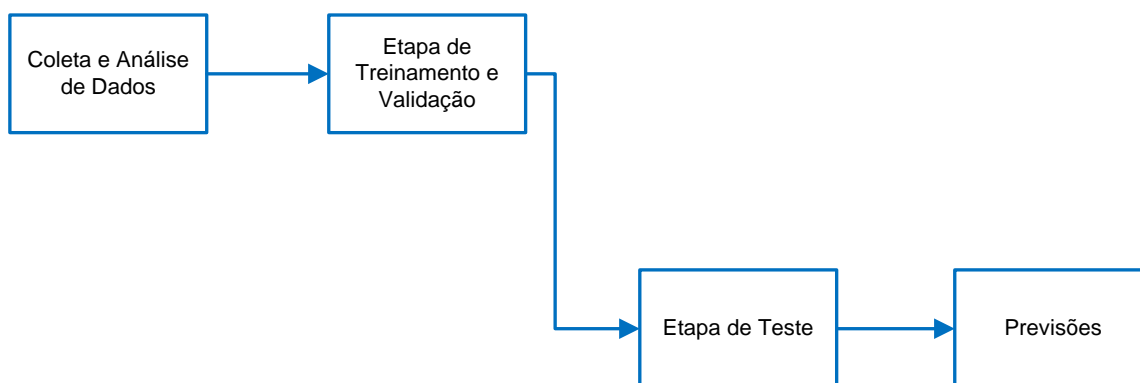 Coleta e Análise
de Dados
Etapa de
Treinamento e
Validação
Etapa de Teste
Previsões